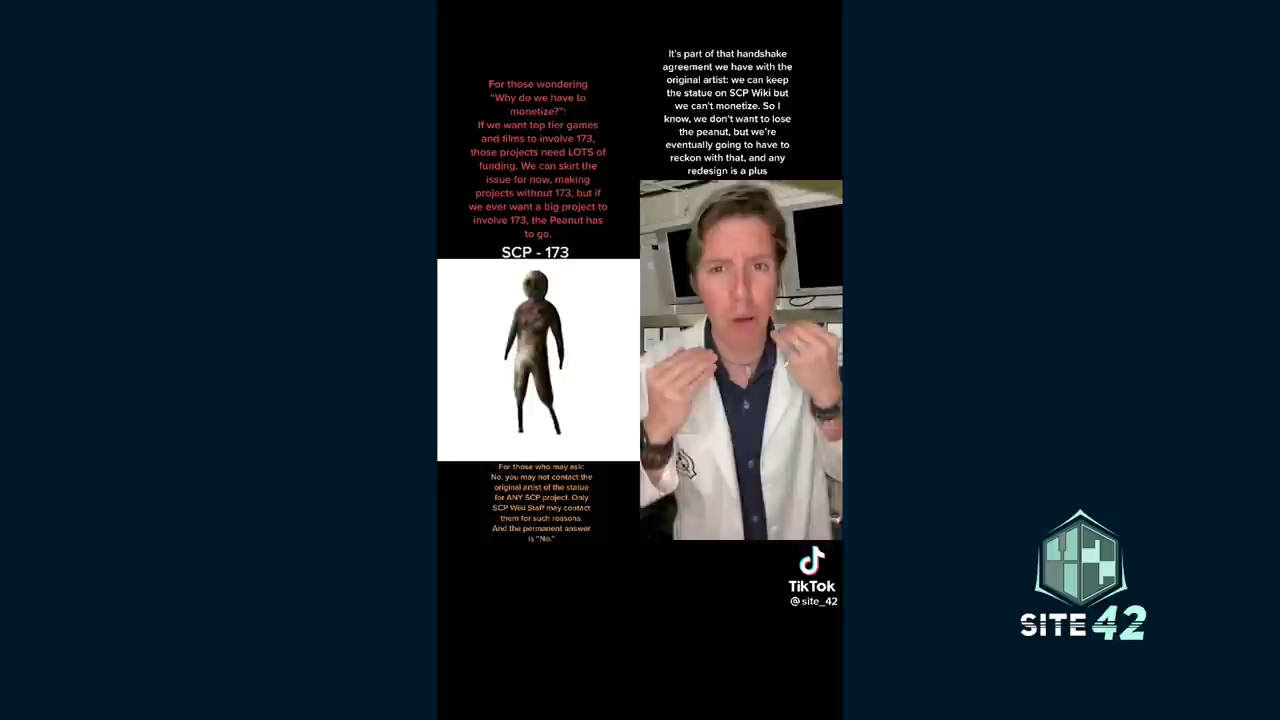 For those wondering
"Why do we have to
monetize?":
If we want top tier games
and films to involve 173,
those projects need LOTS of
funding. We can skirt the
issue for now, making
projects without 173, but if
we ever want a big project to
involve 173, the Peanut has
to go.
SCP - 173
For those who may ask:
No, you may not contact the
original artist of the statue
for ANY SCP project. Only
SCP Wiki Staff may contact
them for such reasons.
And the permanent answer
is "No."
It's part of that handshake
agreement we have with the
original artist: we can keep
the statue on SCP Wiki but
we can't monetize. So I
know, we don't want to lose
the peanut, but we're
eventually going to have to
reckon with that, and any
redesign is a plus
TikTok
@site_42
SITE 42